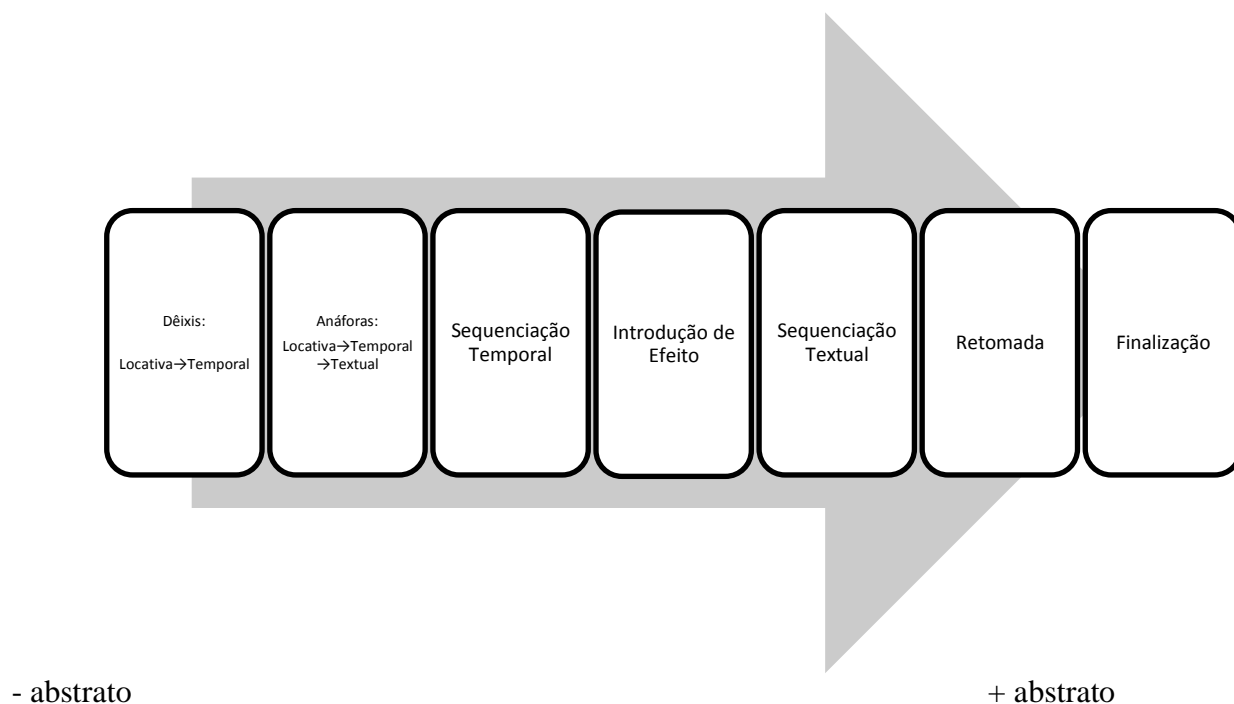 Dêixis:
Locativa→Temporal
Anáforas:
Locativa→Temporal
→Textual
Sequenciação
Temporal
Introdução de
Efeito
Sequenciação
Textual
Retomada
Finalização
- abstrato
+ abstrato